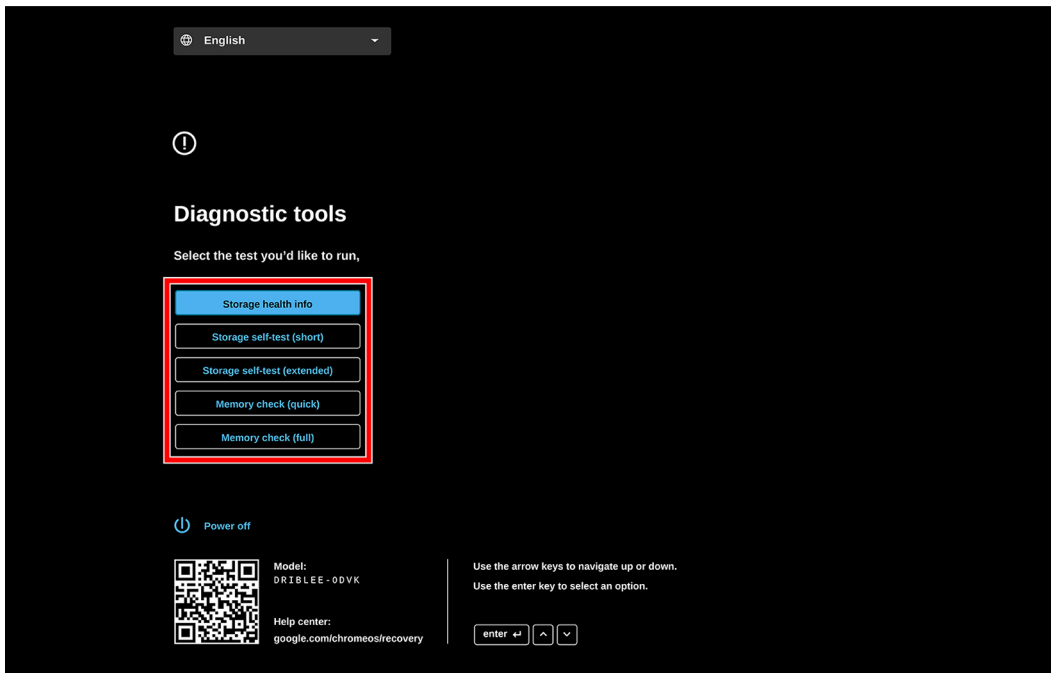 English
Diagnostic tools
Select the test you’d like to run,
Storage health info
Storage self-test (short)
Storage self-test (extended)
Memory check (quick)
Memory check (full)
Power off
Model:
DRIBLEE-ODVK
Help center:
google.com/chromeos/recovery
Use the arrow keys to navigate up or down.
Use the enter key to select an option.
enter